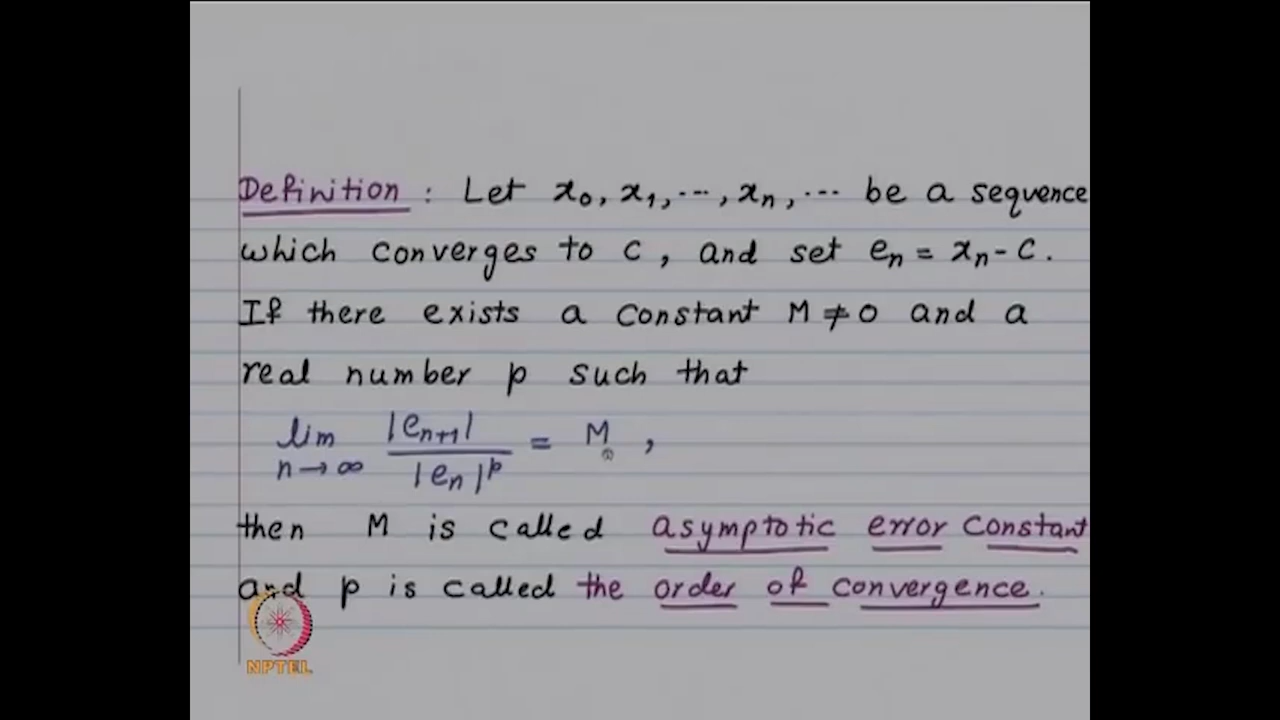 Definition : Let x₀, x₁, ..., xₙ, ... be a sequence
which converges to c, and set eₙ = xₙ - c.
If there exists a constant M ≠ 0 and a
real number p such that
lim n→∞ |eₙ₊₁| / |eₙ|ᵖ = M ,
then M is called asymptotic error constant
and p is called the order of convergence.
NPTEL